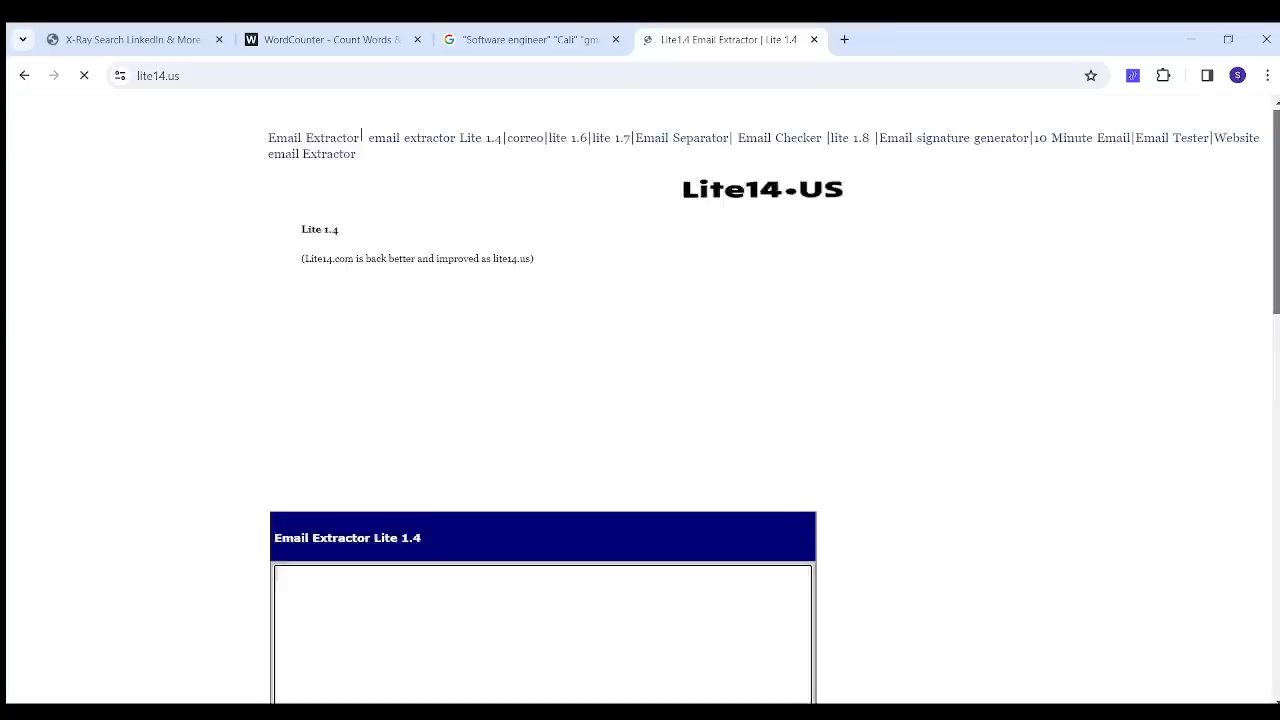 X-Ray Search LinkedIn & More
WordCounter - Count Words &
"Software engineer" "Cali" "gm
Lite1.4 Email Extractor | Lite 1.4
lite14.us
S
Email Extractor| email extractor Lite 1.4|correo|lite 1.6|lite 1.7|Email Separator| Email Checker |lite 1.8 |Email signature generator|10 Minute Email|Email Tester|Website
email Extractor
Lite14.US
Lite 1.4
(Lite14.com is back better and improved as lite14.us)
Email Extractor Lite 1.4